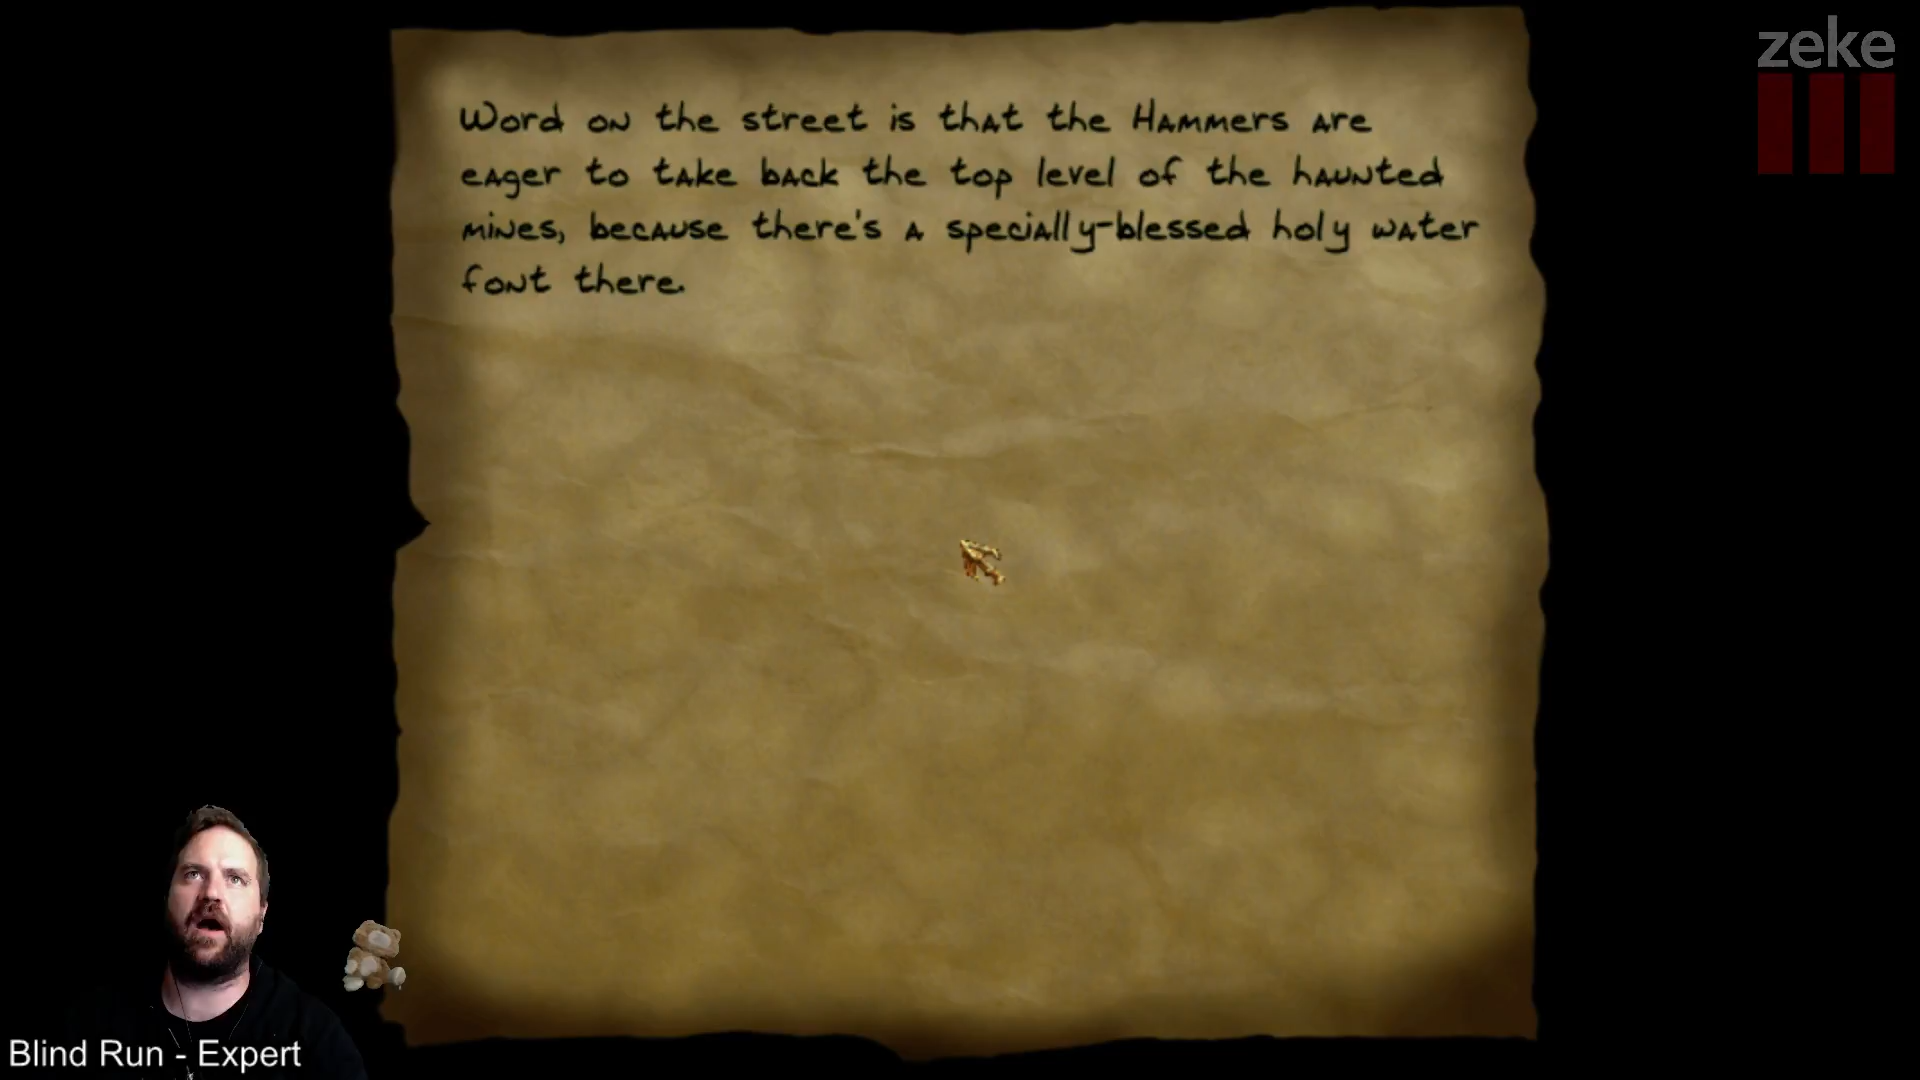 Word on the street is that the Hammers are
eager to take back the top level of the haunted
mines, because there's a specially-blessed holy water
font there.
zeke
Blind Run - Expert